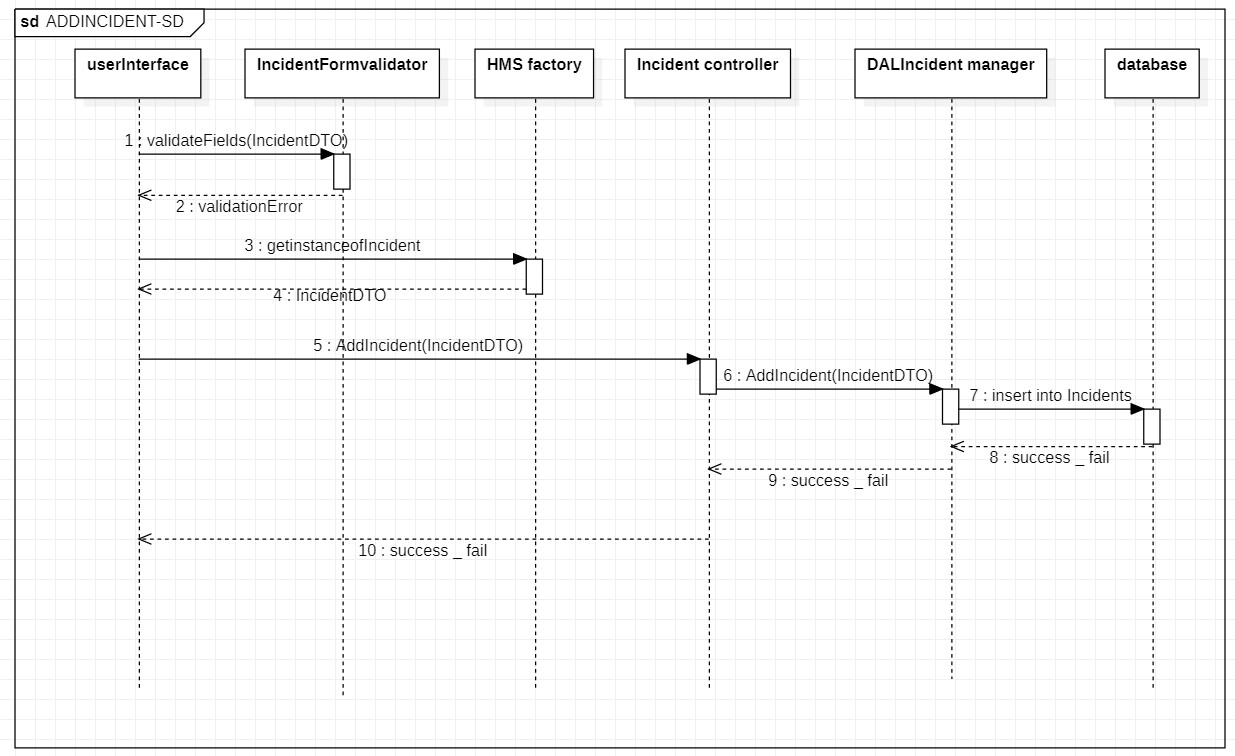 sd ADDINCIDENT-SD
userInterface
IncidentFormvalidator
HMS factory
Incident controller
DALIncident manager
database
1 : validateFields(IncidentDTO)
2 : validationError
3 : getinstanceofIncident
4 : IncidentDTO
5 : AddIncident(IncidentDTO)
6 : AddIncident(IncidentDTO)
7 : insert into Incidents
8 : success _ fail
9 : success _ fail
10 : success _ fail